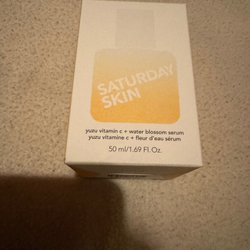 SATURDAY
SKIN
yuzu vitamin c + water blossom serum
yuzu vitamine c + fleur d'eau sérum
50 ml/1.69 Fl.Oz.